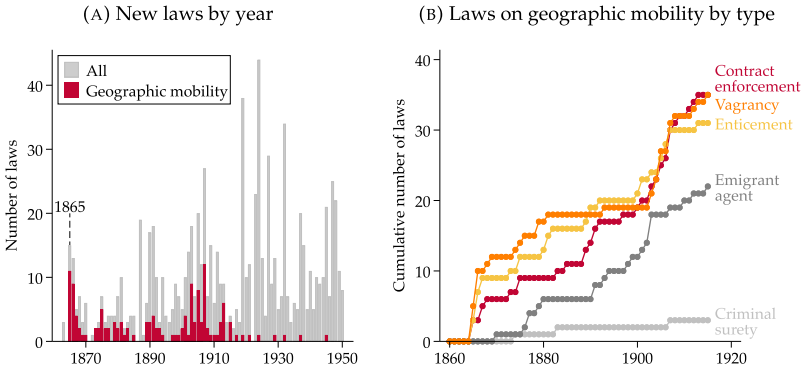 (A) New laws by year
Number of laws
40
30
20
10
0
All
Geographic mobility
1865
1870
1890
1910
1930
1950
(B) Laws on geographic mobility by type
Cumulative number of laws
40
30
20
10
0
Contract
enforcement
Vagrancy
Enticement
Emigrant
agent
Criminal
surety
1860
1880
1900
1920